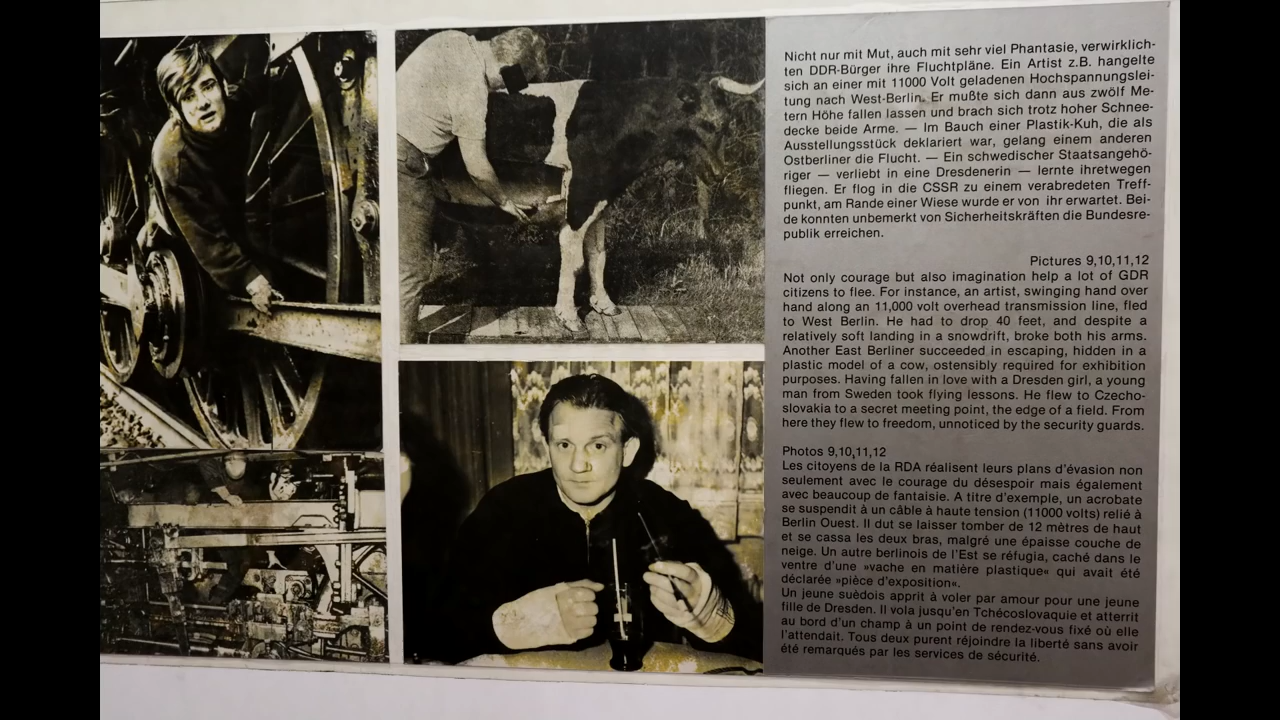 Nicht nur mit Mut, auch mit sehr viel Phantasie, verwirklich-
ten DDR-Bürger ihre Fluchtpläne. Ein Artist z.B. hangelte
sich an einer mit 11000 Volt geladenen Hochspannungslei-
tung nach West-Berlin. Er mußte sich dann aus zwölf Me-
tern Höhe fallen lassen und brach sich trotz hoher Schnee-
decke beide Arme. — Im Bauch einer Plastik-Kuh, die als
Ausstellungsstück deklariert war, gelang einem anderen
Ostberliner die Flucht. — Ein schwedischer Staatsangehö-
riger — verliebt in eine Dresdenerin — lernte ihretwegen
fliegen. Er flog in die CSSR zu einem verabredeten Treff-
punkt, am Rande einer Wiese wurde er von ihr erwartet. Bei-
de konnten unbemerkt von Sicherheitskräften die Bundesre-
publik erreichen.
Pictures 9,10,11,12
Not only courage but also imagination help a lot of GDR
citizens to flee. For instance, an artist, swinging hand over
hand along an 11,000 volt overhead transmission line, fled
to West Berlin. He had to drop 40 feet, and despite a
relatively soft landing in a snowdrift, broke both his arms.
Another East Berliner succeeded in escaping, hidden in a
plastic model of a cow, ostensibly required for exhibition
purposes. Having fallen in love with a Dresden girl, a young
man from Sweden took flying lessons. He flew to Czecho-
slovakia to a secret meeting point, the edge of a field. From
here they flew to freedom, unnoticed by the security guards.
Photos 9,10,11,12
Les citoyens de la RDA réalisent leurs plans d'évasion non
seulement avec le courage du désespoir mais également
avec beaucoup de fantaisie. A titre d'exemple, un acrobate
se suspendit à un câble à haute tension (11000 volts) relié à
Berlin Ouest. Il dut se laisser tomber de 12 mètres de haut
et se cassa les deux bras, malgré une épaisse couche de
neige. Un autre berlinois de l'Est se réfugia, caché dans le
ventre d'une »vache en matière plastique« qui avait été
déclarée »pièce d'exposition«.
Un jeune suèdois apprit à voler par amour pour une jeune
fille de Dresden. Il vola jusqu'en Tchécoslovaquie et atterrit
au bord d'un champ à un point de rendez-vous fixé où elle
l'attendait. Tous deux purent réjoindre la liberté sans avoir
été remarqués par les services de sécurité.